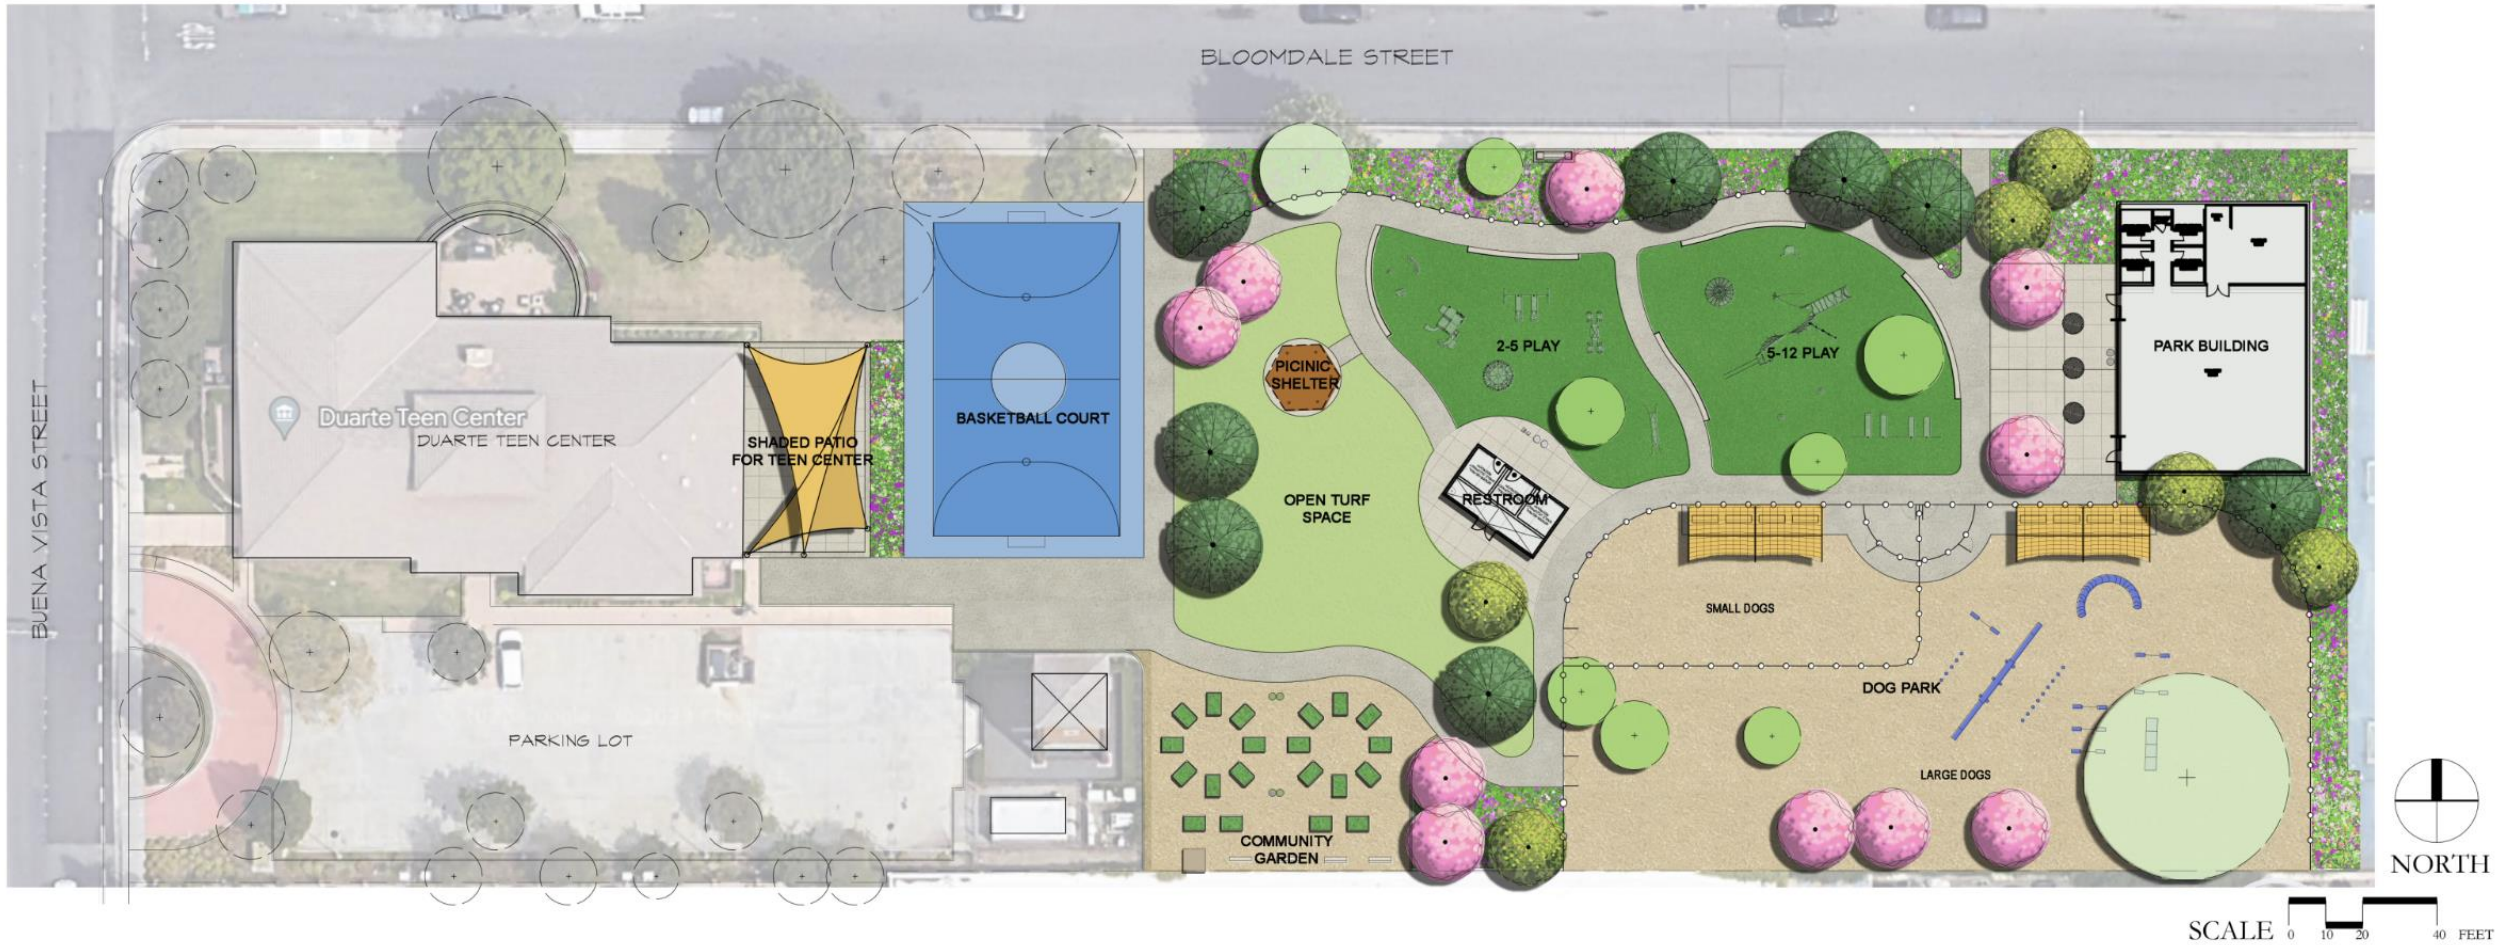 BLOOMDALE STREET
BUENA VISTA STREET
Duarte Teen Center
DUARTE TEEN CENTER
SHADED PATIO
FOR TEEN CENTER
BASKETBALL COURT
PICINIC
SHELTER
OPEN TURF
SPACE
2-5 PLAY
5-12 PLAY
RESTROOM
PARK BUILDING
SMALL DOGS
DOG PARK
LARGE DOGS
PARKING LOT
COMMUNITY
GARDEN
NORTH
SCALE 0 10 20 40 FEET